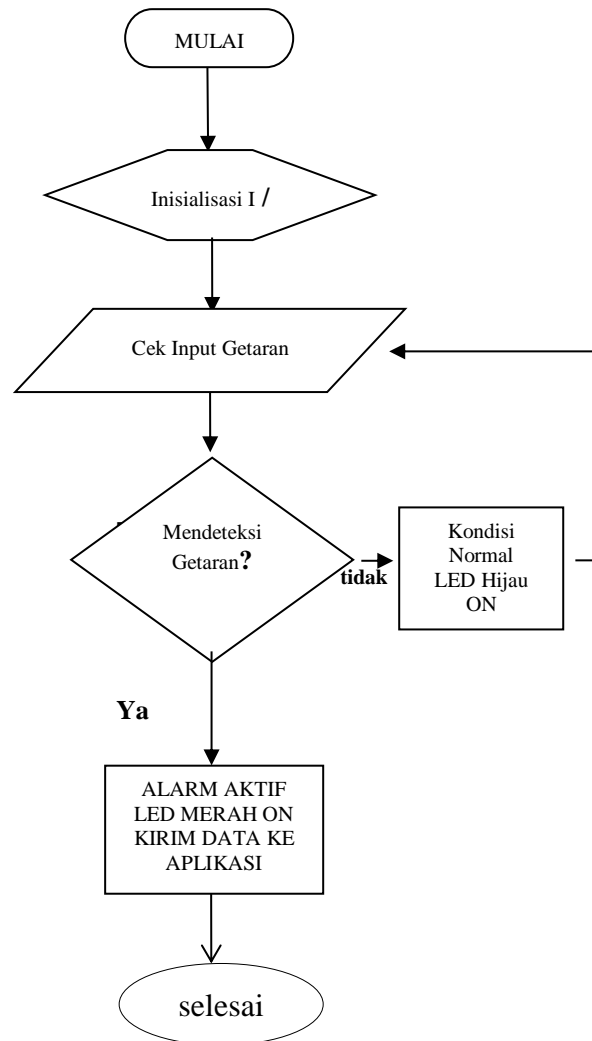 MULAI
Inisialisasi I /
Cek Input Getaran
Mendeteksi
Getaran?
tidak
Kondisi
Normal
LED Hijau
ON
Ya
ALARM AKTIF
LED MERAH ON
KIRIM DATA KE
APLIKASI
selesai